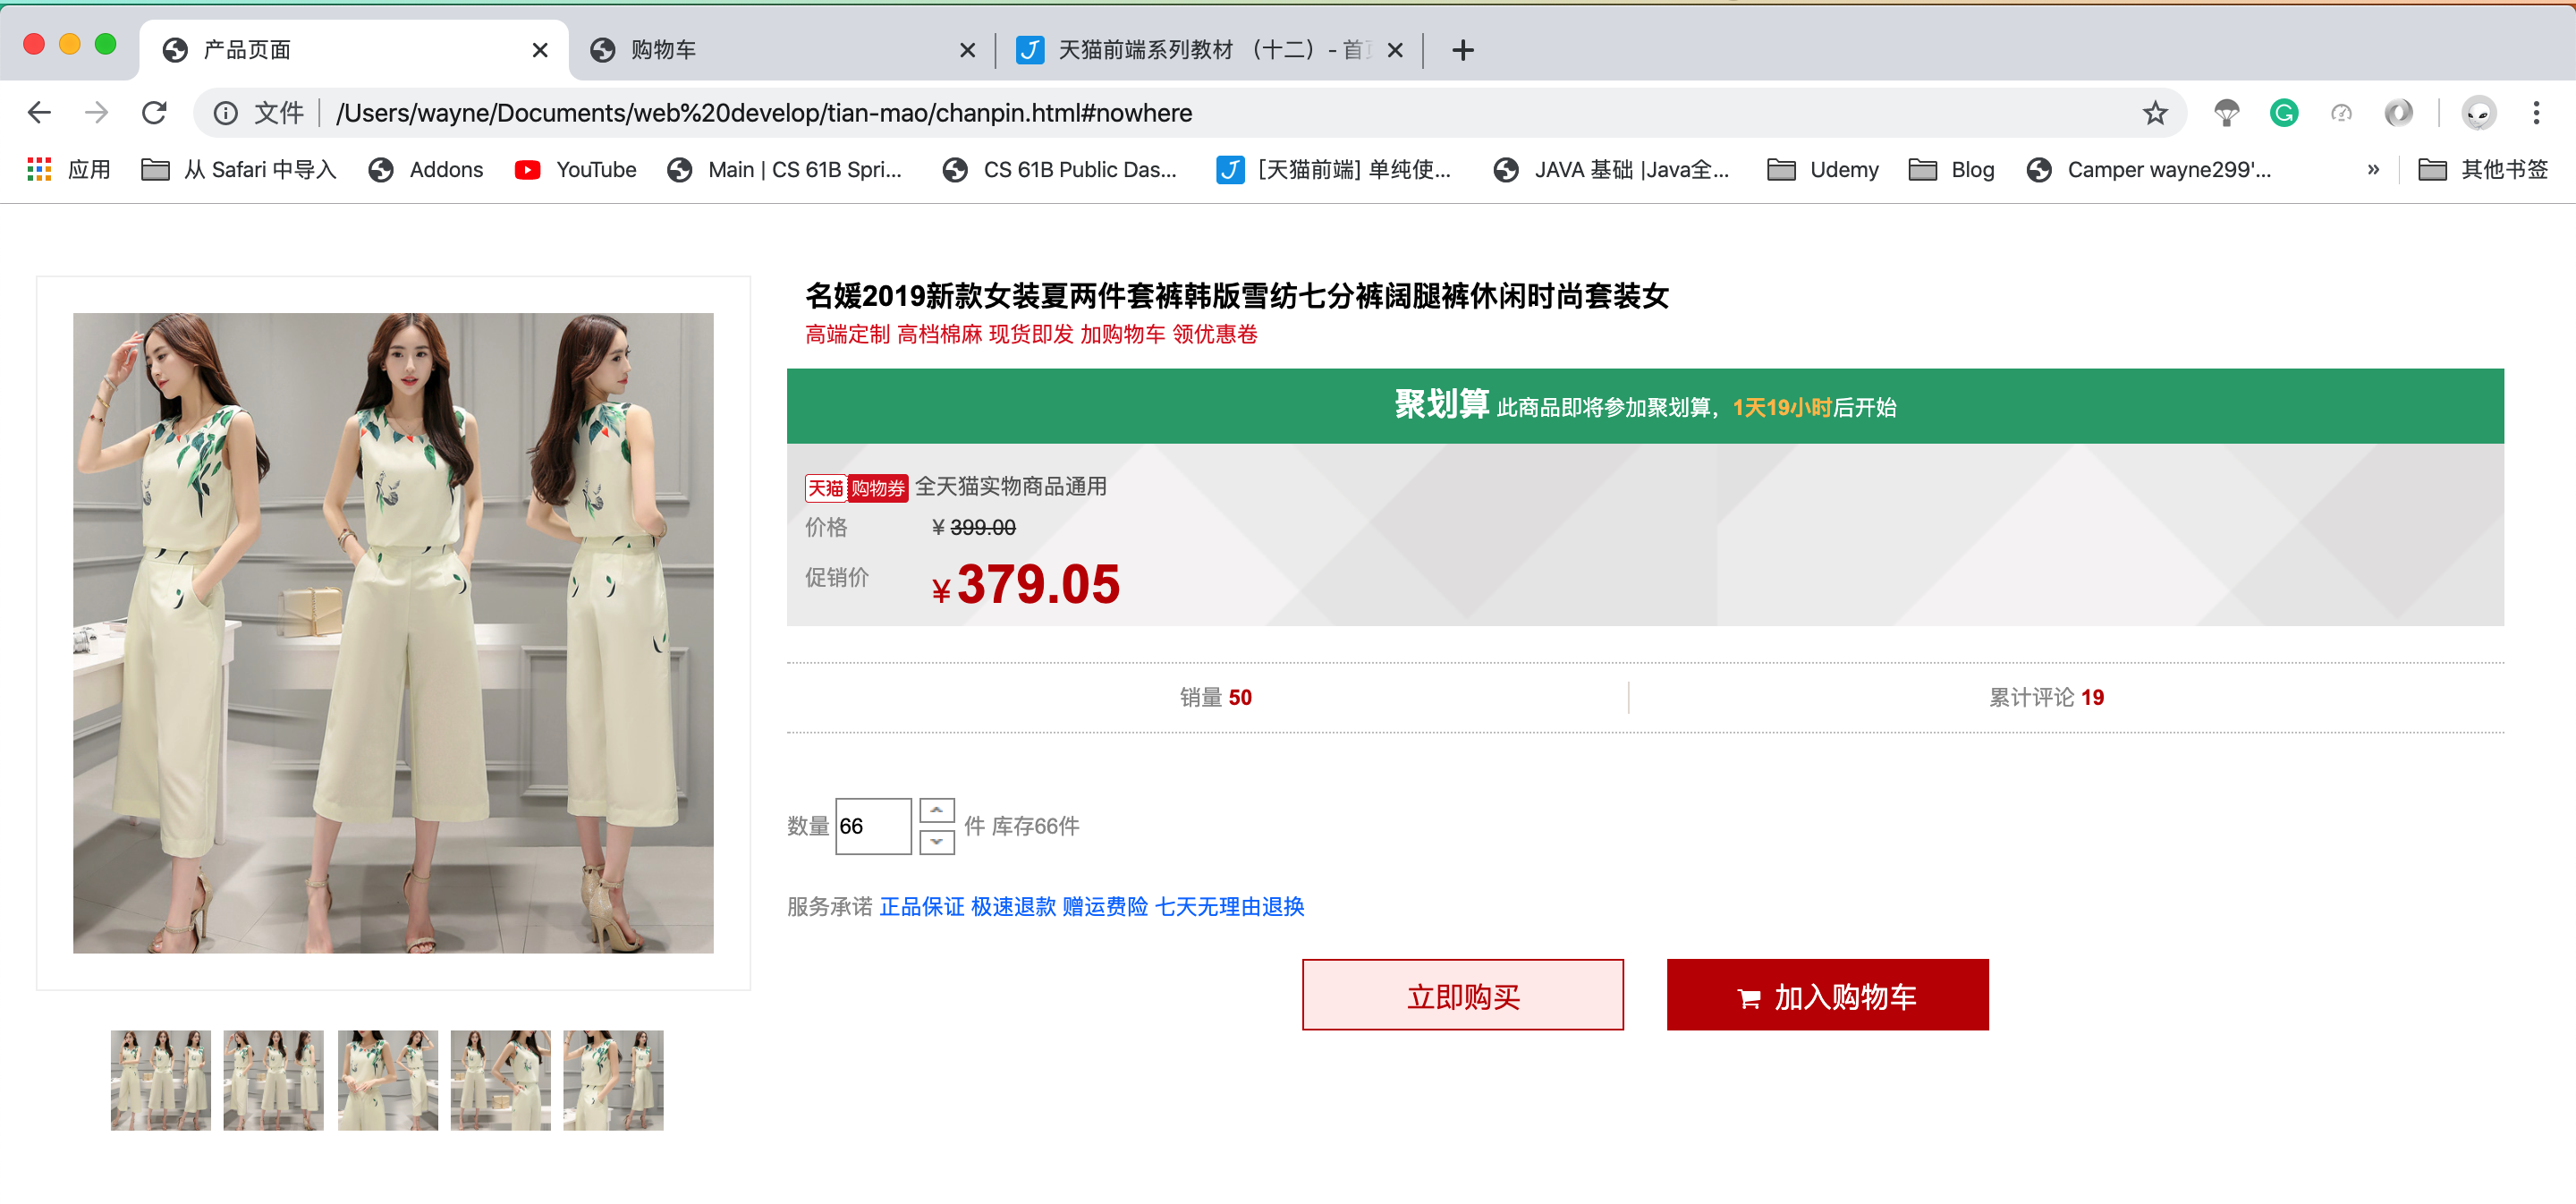 产品页面
购物车
天猫前端系列教材 （十二）- 首
文件 /Users/wayne/Documents/web%20develop/tian-mao/chanpin.html#nowhere
应用 从 Safari 中导入 Addons YouTube Main | CS 61B Spri... CS 61B Public Das... [天猫前端] 单纯使... JAVA 基础 |Java全... Udemy Blog Camper wayne299'... » 其他书签
名媛2019新款女装夏两件套裤韩版雪纺七分裤阔腿裤休闲时尚套装女
高端定制 高档棉麻 现货即发 加购物车 领优惠卷
聚划算 此商品即将参加聚划算，1天19小时后开始
天猫 购物券 全天猫实物商品通用
价格 ¥ 399.00
促销价 ¥ 379.05
销量 50 累计评论 19
数量 66 件 库存66件
服务承诺 正品保证 极速退款 赠运费险 七天无理由退换
立即购买 加入购物车